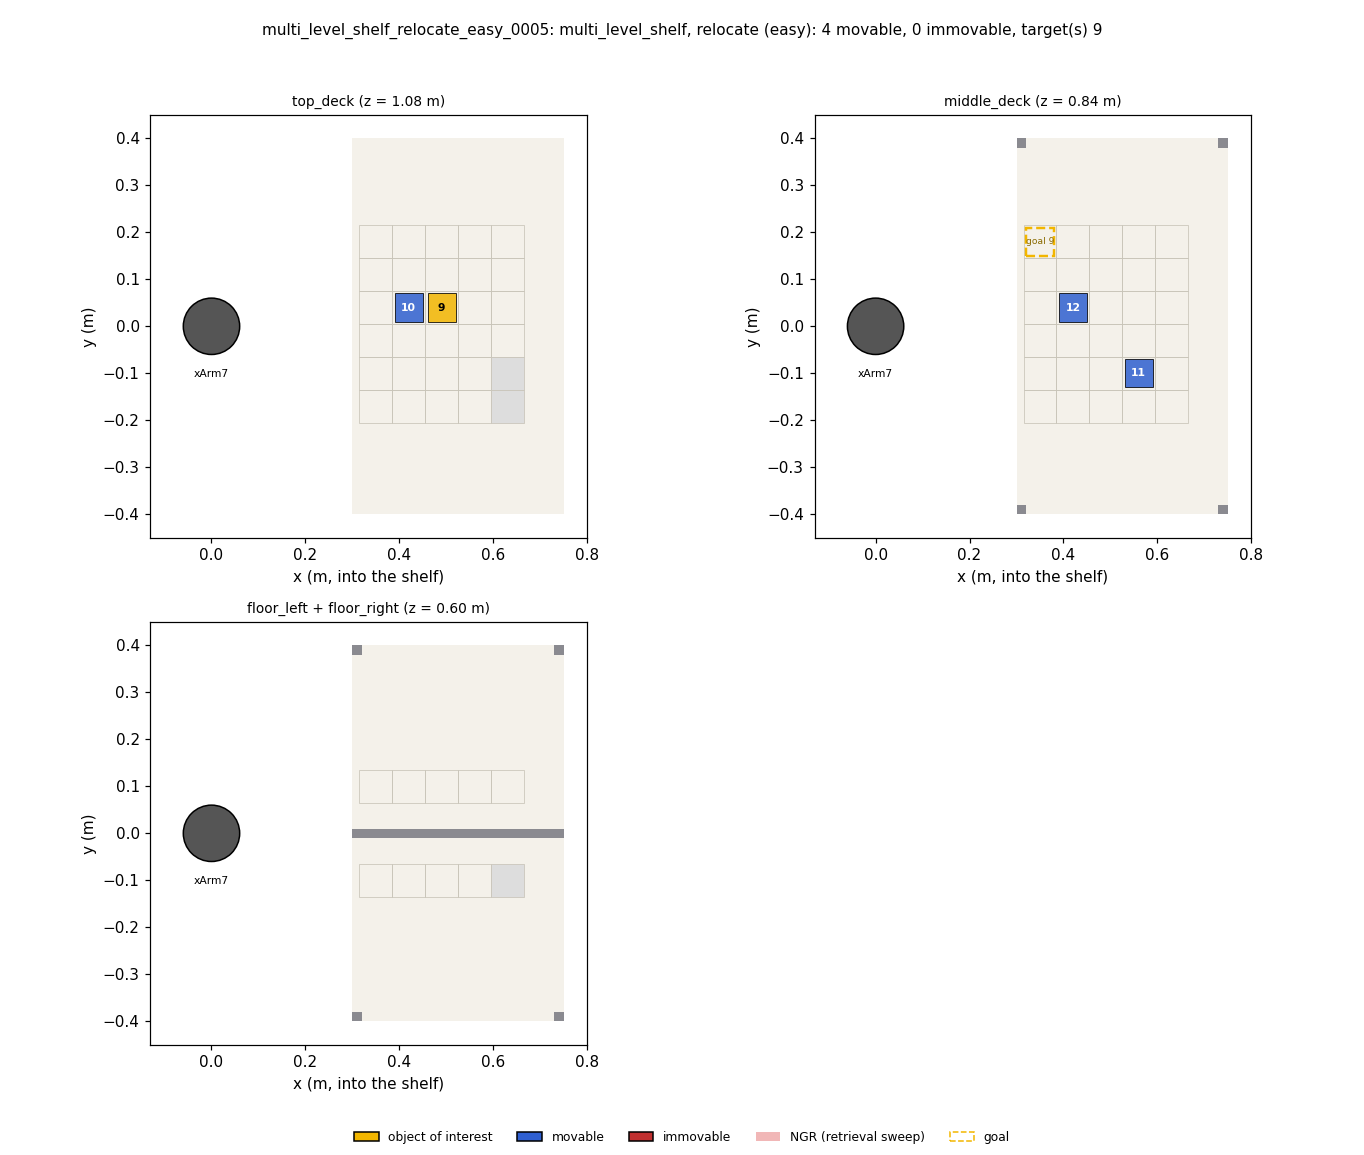 multi_level_shelf_relocate_easy_0005: multi_level_shelf, relocate (easy): 4 movable, 0 immovable, target(s) 9
top_deck (z = 1.08 m)
0.4
0.3
0.2
0.1
0.0
−0.1
−0.2
−0.3
−0.4
y (m)
10
9
xArm7
0.0
0.2
0.4
0.6
0.8
x (m, into the shelf)
middle_deck (z = 0.84 m)
0.4
0.3
0.2
0.1
0.0
−0.1
−0.2
−0.3
−0.4
y (m)
goal 9
12
11
xArm7
0.0
0.2
0.4
0.6
0.8
x (m, into the shelf)
floor_left + floor_right (z = 0.60 m)
0.4
0.3
0.2
0.1
0.0
−0.1
−0.2
−0.3
−0.4
y (m)
xArm7
0.0
0.2
0.4
0.6
0.8
x (m, into the shelf)
object of interest
movable
immovable
NGR (retrieval sweep)
goal